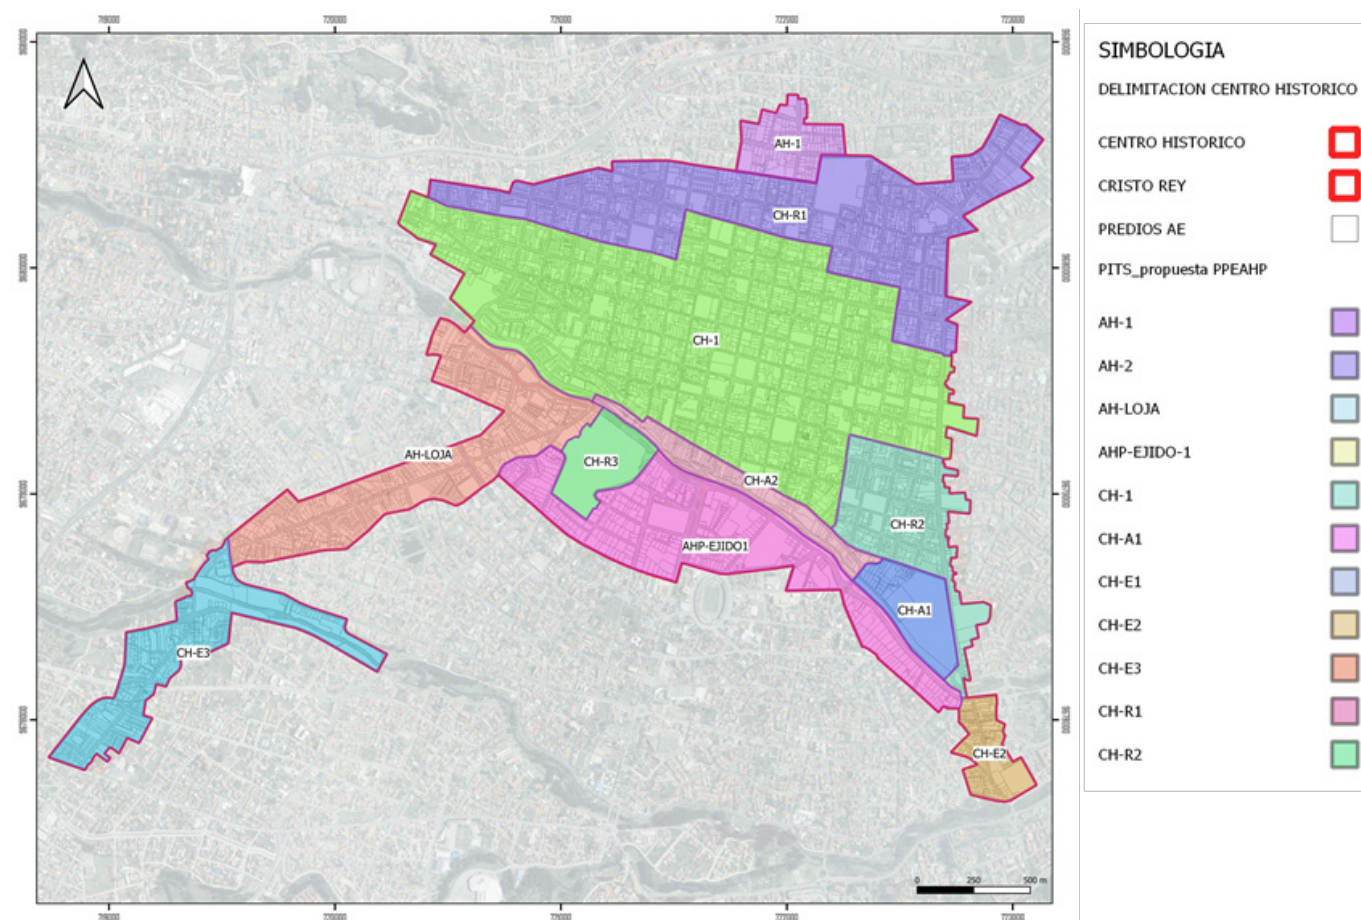 720000
722000
AH-1
CH-R1
CH-1
AH-LOJA
CH-R3
CH-A2
CH-R2
AHP-EJIDO1
CH-A1
CH-E3
CH-E2
0 250 500 m
SIMBOLOGIA
DELIMITACION CENTRO HISTORICO
CENTRO HISTORICO
CRISTO REY
PREDIOS AE
PITS_propuesta PPEAHP
AH-1
AH-2
AH-LOJA
AHP-EJIDO-1
CH-1
CH-A1
CH-E1
CH-E2
CH-E3
CH-R1
CH-R2